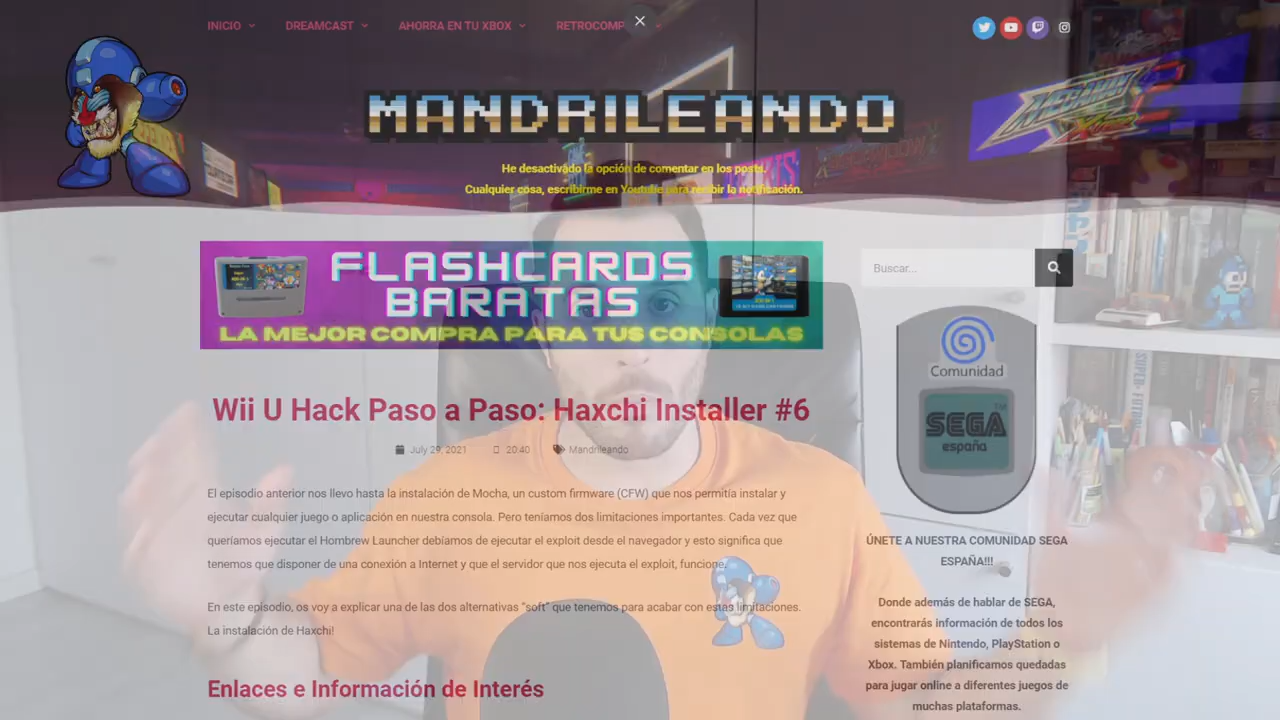 INICIO
DREAMCAST
AHORA EN TU XBOX
RETROCOMP
MANDRILEANDO
He desactivado la opción de comentar en los posts.
Cualquier cosa, escribirme en Youtube para recibir la notificación.
FLASHCARDS
BARATAS
LA MEJOR COMPRA PARA TUS CONSOLAS
Buscar...
Comunidad
SEGA
TM
españa
Wii U Hack Paso a Paso: Haxchi Installer #6
July 29, 2021
20:40
Mandrileando
El episodio anterior nos llevo hasta la instalación de Mocha, un custom firmware (CFW) que nos permitía instalar y
ejecutar cualquier juego o aplicación en nuestra consola. Pero teníamos dos limitaciones importantes. Cada vez que
queríamos ejecutar el Hombrew Launcher debíamos de ejecutar el exploit desde el navegador y esto significa que
tenemos que disponer de una conexión a Internet y que el servidor que nos ejecuta el exploit, funcione.
En este episodio, os voy a explicar una de las dos alternativas "soft" que tenemos para acabar con estas limitaciones.
La instalación de Haxchi!
Enlaces e Información de Interés
ÚNETE A NUESTRA COMUNIDAD SEGA
ESPAÑA!!!
Donde además de hablar de SEGA,
encontrarás información de todos los
sistemas de Nintendo, PlayStation o
Xbox. También planificamos quedadas
para jugar online a diferentes juegos de
muchas plataformas.